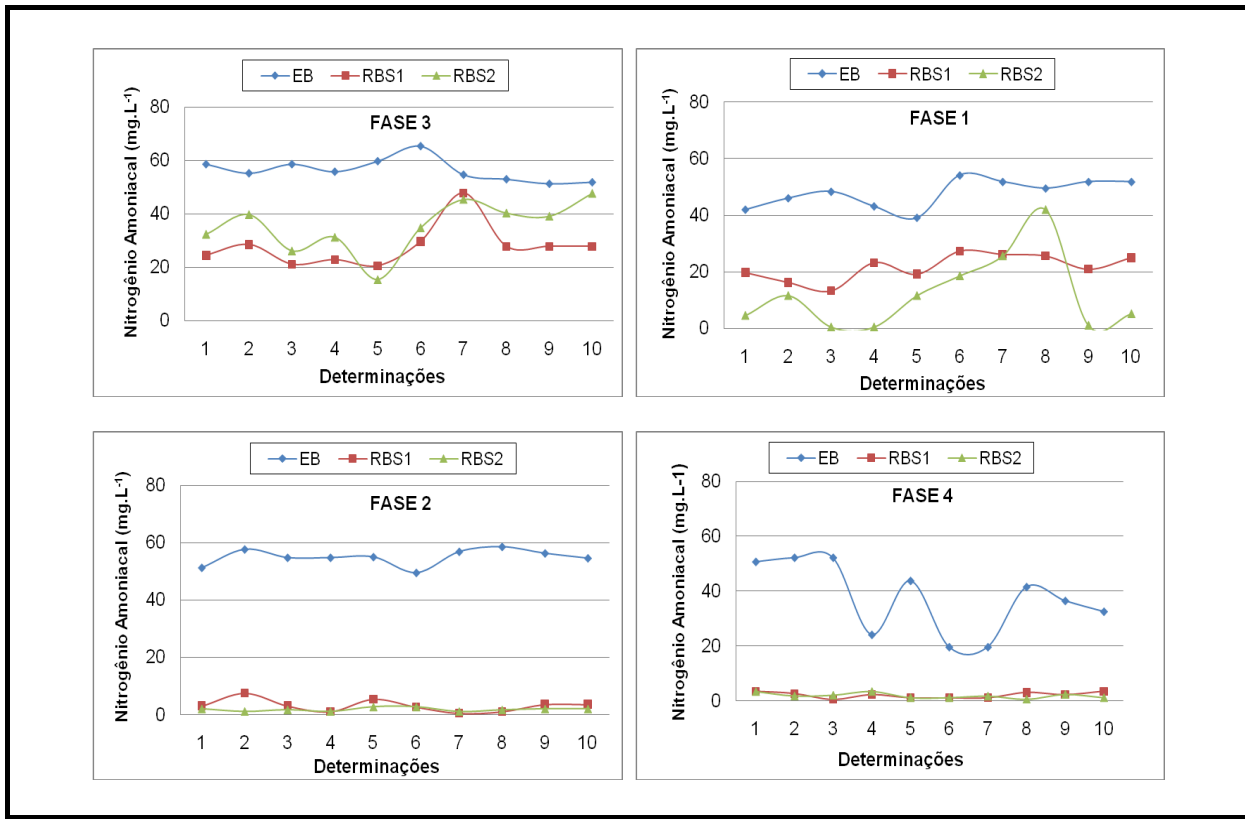 EB RBS1 RBS2
FASE 3
Nitrogênio Amoniacal (mg.L-1)
80
60
40
20
0
1 2 3 4 5 6 7 8 9 10
Determinações
EB RBS1 RBS2
FASE 1
Nitrogênio Amoniacal (mg.L-1)
80
60
40
20
0
1 2 3 4 5 6 7 8 9 10
Determinações
EB RBS1 RBS2
FASE 2
Nitrogênio Amoniacal (mg.L-1)
80
60
40
20
0
1 2 3 4 5 6 7 8 9 10
Determinações
EB RBS1 RBS2
FASE 4
Nitrogênio Amoniacal (mg.L-1)
80
60
40
20
0
1 2 3 4 5 6 7 8 9 10
Determinações